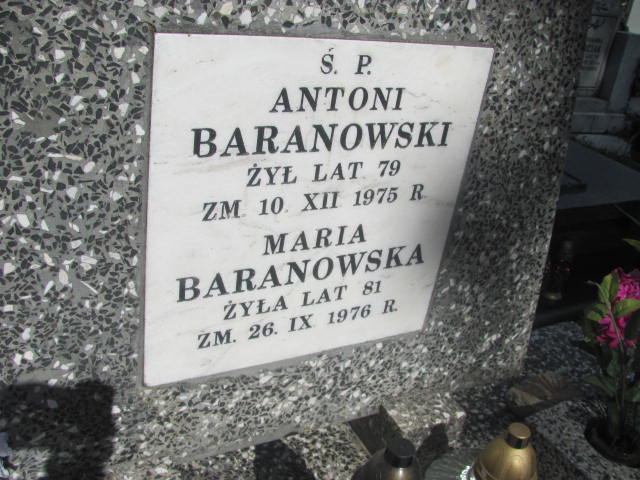 Ś. P.
ANTONI
BARANOWSKI
ŻYŁ LAT 79
ZM. 10. XII 1975 R
MARIA
BARANOWSKA
ŻYŁA LAT 81
ZM. 26. IX 1976 R.